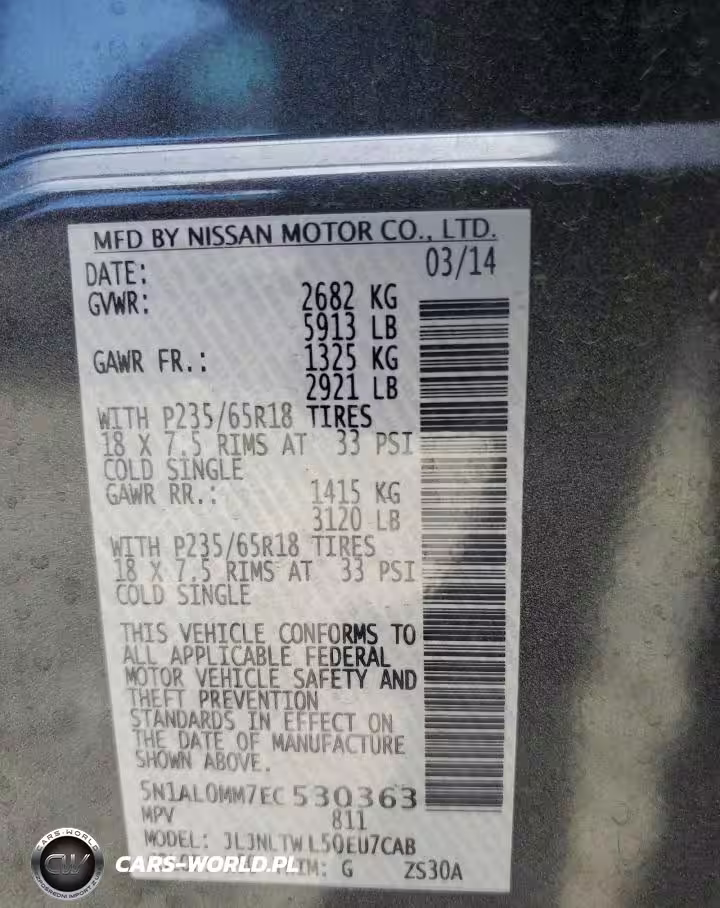 MFD BY NISSAN MOTOR CO., LTD.
DATE: 03/14
GVWR: 2682 KG
5913 LB
GAWR FR.: 1325 KG
2921 LB
WITH P235/65R18 TIRES
18 X 7.5 RIMS AT 33 PSI
COLD SINGLE
GAWR RR.: 1415 KG
3120 LB
WITH P235/65R18 TIRES
18 X 7.5 RIMS AT 33 PSI
COLD SINGLE
THIS VEHICLE CONFORMS TO
ALL APPLICABLE FEDERAL
MOTOR VEHICLE SAFETY AND
THEFT PREVENTION
STANDARDS IN EFFECT ON
THE DATE OF MANUFACTURE
SHOWN ABOVE.
5N1AL0MM7EC530363
MPV 811
MODEL: JLJNLTWL50EU7CAB
G ZS30A
CARS-WORLD
CW
CARS-WORLD.PL